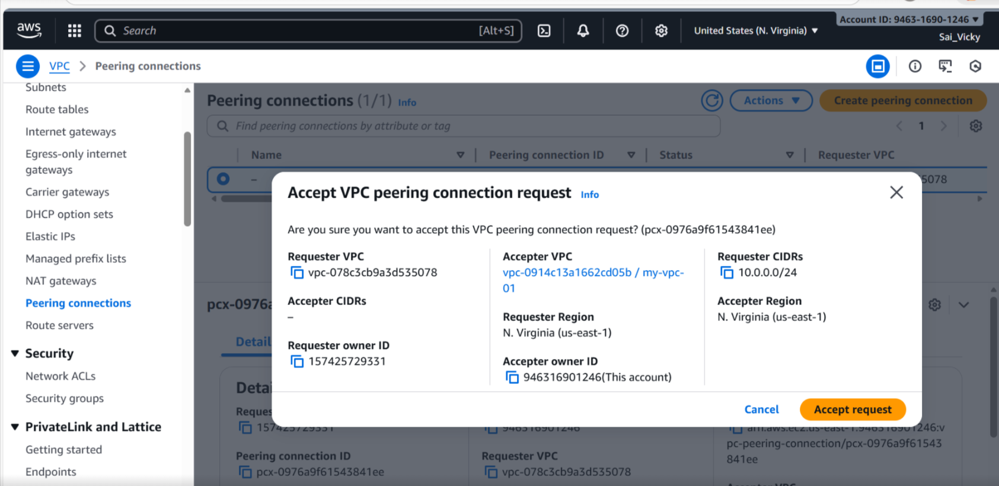 aws
Search
[Alt+S]
United States (N. Virginia) ▼
Account ID: 9463-1690-1246 ▼
Sai_Vicky
VPC
Peering connections
Subnets
Route tables
Internet gateways
Egress-only internet
gateways
Carrier gateways
DHCP option sets
Elastic IPs
Managed prefix lists
NAT gateways
Peering connections
Route servers
Security
Network ACLs
Security groups
PrivateLink and Lattice
Getting started
Endpoints
Peering connections (1/1) Info
Actions ▼
Create peering connection
Find peering connections by attribute or tag
1
Name
Peering connection ID
Status
Requester VPC
–
5078
Accept VPC peering connection request Info
Are you sure you want to accept this VPC peering connection request? (pcx-0976a9f61543841ee)
Requester VPC
vpc-078c3cb9a3d535078
Accepter CIDRs
–
Requester owner ID
157425729331
Accepter VPC
vpc-0914c13a1662cd05b / my-vpc-
01
Requester Region
N. Virginia (us-east-1)
Accepter owner ID
946316901246(This account)
Requester CIDRs
10.0.0.0/24
Accepter Region
N. Virginia (us-east-1)
Cancel
Accept request
pcx-0976a
Detail
Detai
Reques
157425729331
Peering connection ID
pcx-0976a9f61543841ee
946316901246
Requester VPC
vpc-078c3cb9a3d535078
arn:aws:ec2:us-east-1:946316901246:v
pc-peering-connection/pcx-0976a9f61543
841ee
Accepter VPC